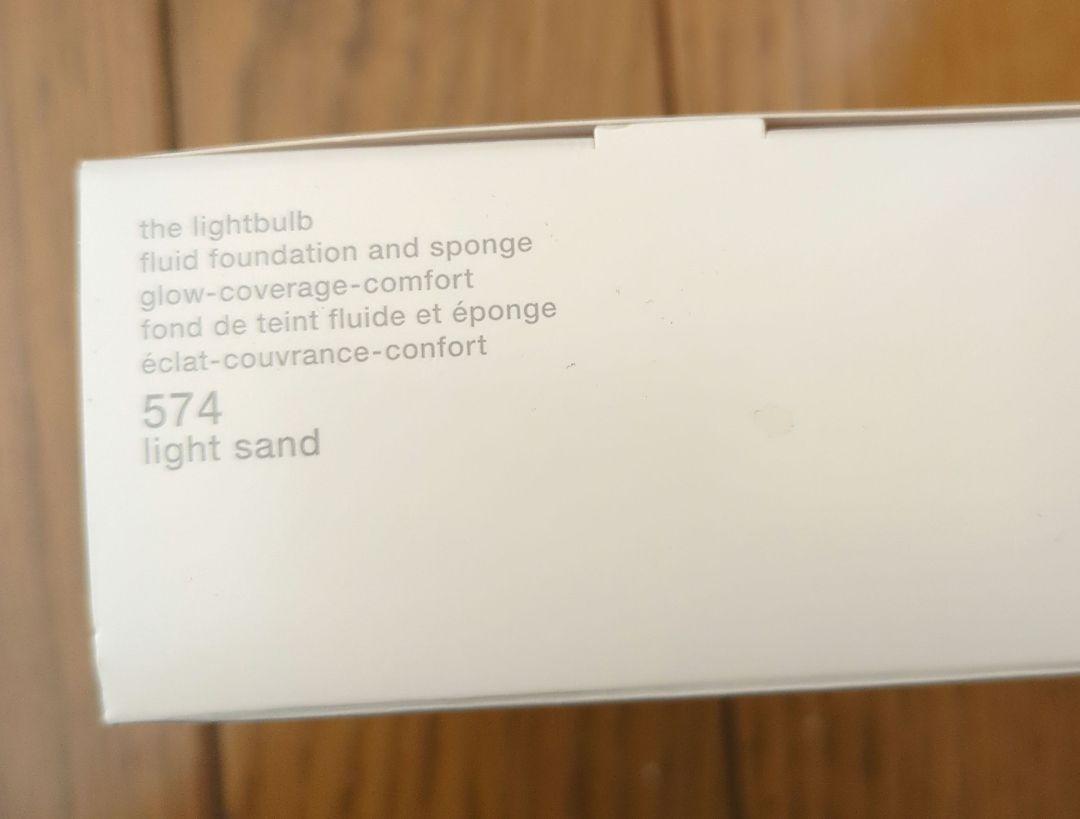 the lightbulb
fluid foundation and sponge
glow-coverage-comfort
fond de teint fluide et éponge
éclat-couvrance-confort
574
light sand